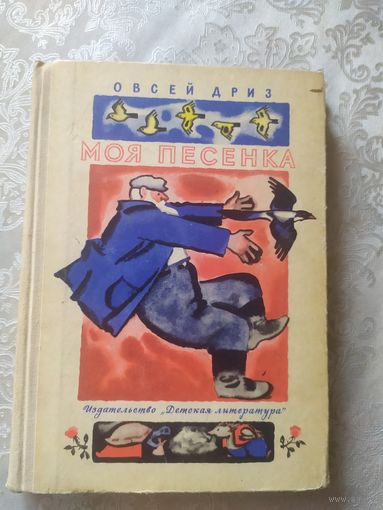 ОВСЕЙ ДРИЗ
МОЯ ПЕСЕНКА
Издательство „Детская литература"